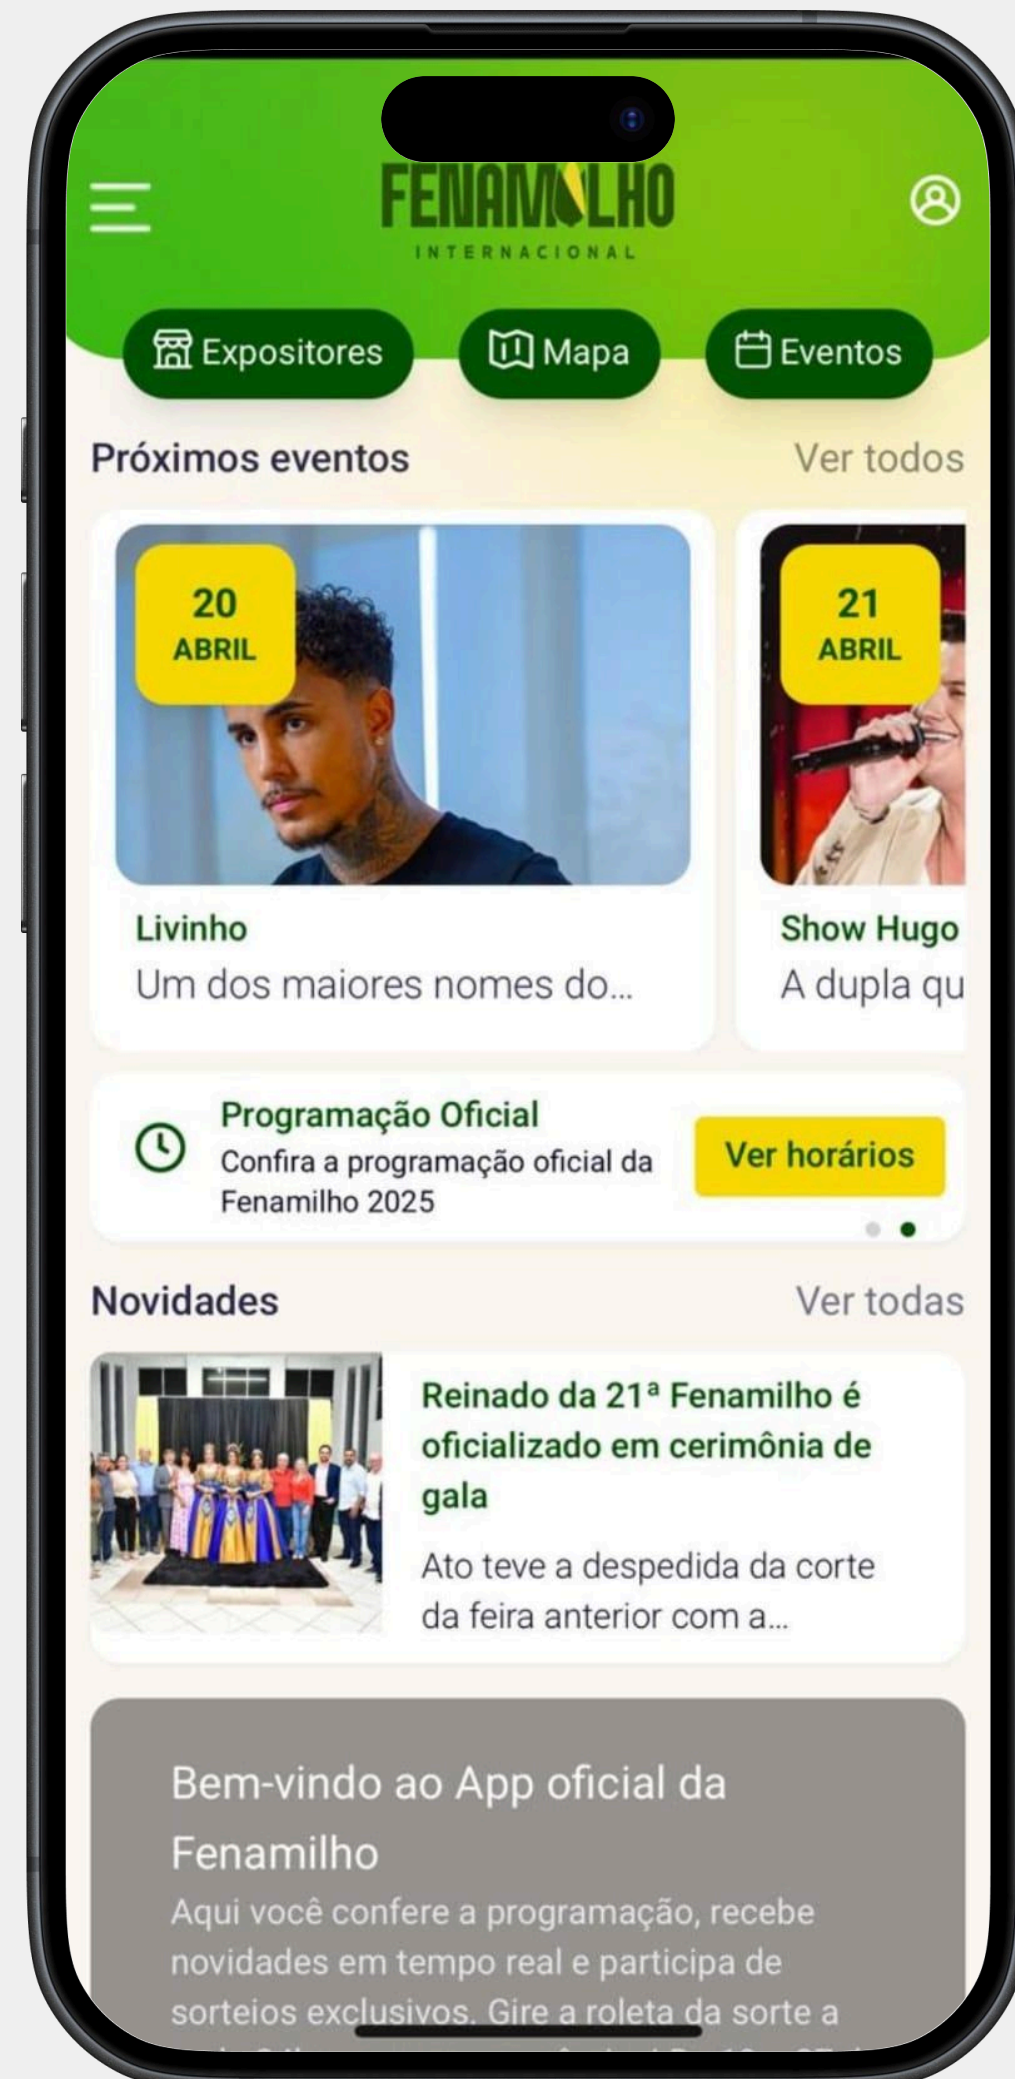 FENAMILHO
INTERNACIONAL
Expositores
Mapa
Eventos
Próximos eventos
Ver todos
20
ABRIL
Livinho
Um dos maiores nomes do...
21
ABRIL
Show Hugo
A dupla qu
Programação Oficial
Confira a programação oficial da
Fenamilho 2025
Ver horários
Novidades
Ver todas
Reinado da 21ª Fenamilho é
oficializado em cerimônia de
gala
Ato teve a despedida da corte
da feira anterior com a...
Bem-vindo ao App oficial da
Fenamilho
Aqui você confere a programação, recebe
novidades em tempo real e participa de
sorteios exclusivos. Gire a roleta da sorte a